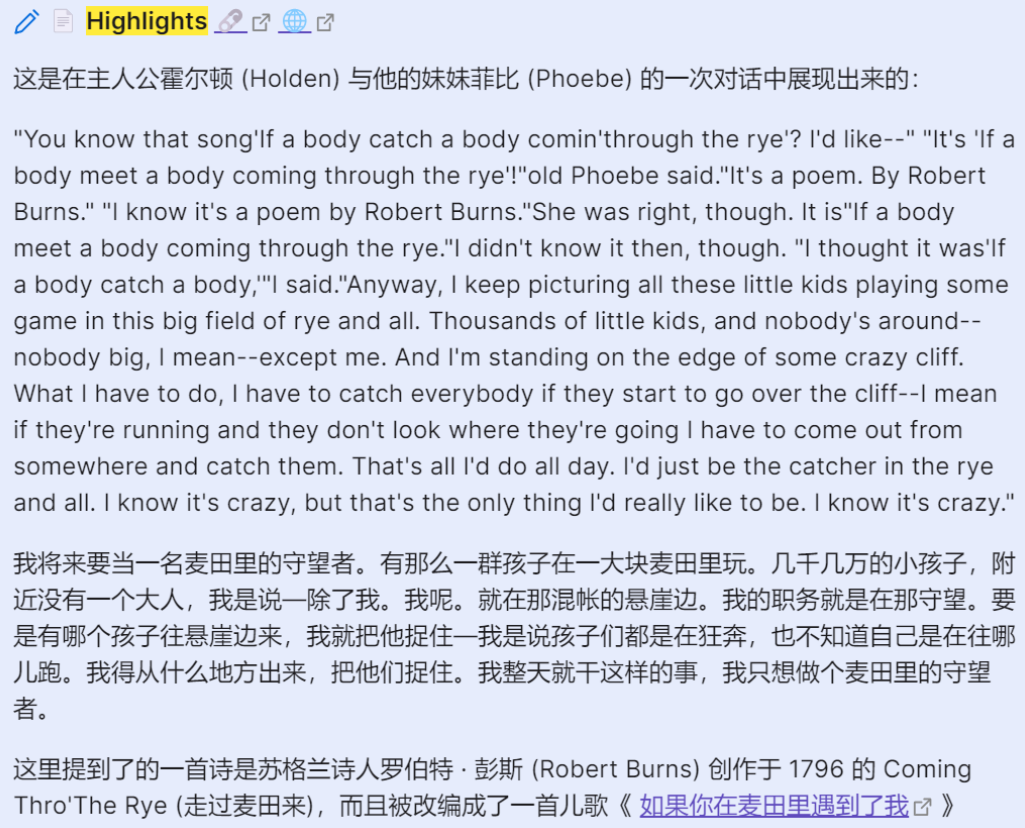 Highlights
这是在主人公霍尔顿 (Holden) 与他的妹妹菲比 (Phoebe) 的一次对话中展现出来的：
"You know that song'If a body catch a body comin'through the rye'? I'd like--" "It's 'If a
body meet a body coming through the rye'!"old Phoebe said."It's a poem. By Robert
Burns." "I know it's a poem by Robert Burns."She was right, though. It is"If a body
meet a body coming through the rye."I didn't know it then, though. "I thought it was'If
a body catch a body,'"I said."Anyway, I keep picturing all these little kids playing some
game in this big field of rye and all. Thousands of little kids, and nobody's around--
nobody big, I mean--except me. And I'm standing on the edge of some crazy cliff.
What I have to do, I have to catch everybody if they start to go over the cliff--I mean
if they're running and they don't look where they're going I have to come out from
somewhere and catch them. That's all I'd do all day. I'd just be the catcher in the rye
and all. I know it's crazy, but that's the only thing I'd really like to be. I know it's crazy."
我将来要当一名麦田里的守望者。有那么一群孩子在一大块麦田里玩。几千几万的小孩子，附
近没有一个大人，我是说—除了我。我呢。就在那混帐的悬崖边。我的职务就是在那守望。要
是有哪个孩子往悬崖边来，我就把他捉住—我是说孩子们都是在狂奔，也不知道自己是在往哪
儿跑。我得从什么地方出来，把他们捉住。我整天就干这样的事，我只想做个麦田里的守望
者。
这里提到了的一首诗是苏格兰诗人罗伯特 · 彭斯 (Robert Burns) 创作于 1796 的 Coming
Thro'The Rye (走过麦田来)，而且被改编成了一首儿歌《 如果你在麦田里遇到了我 》